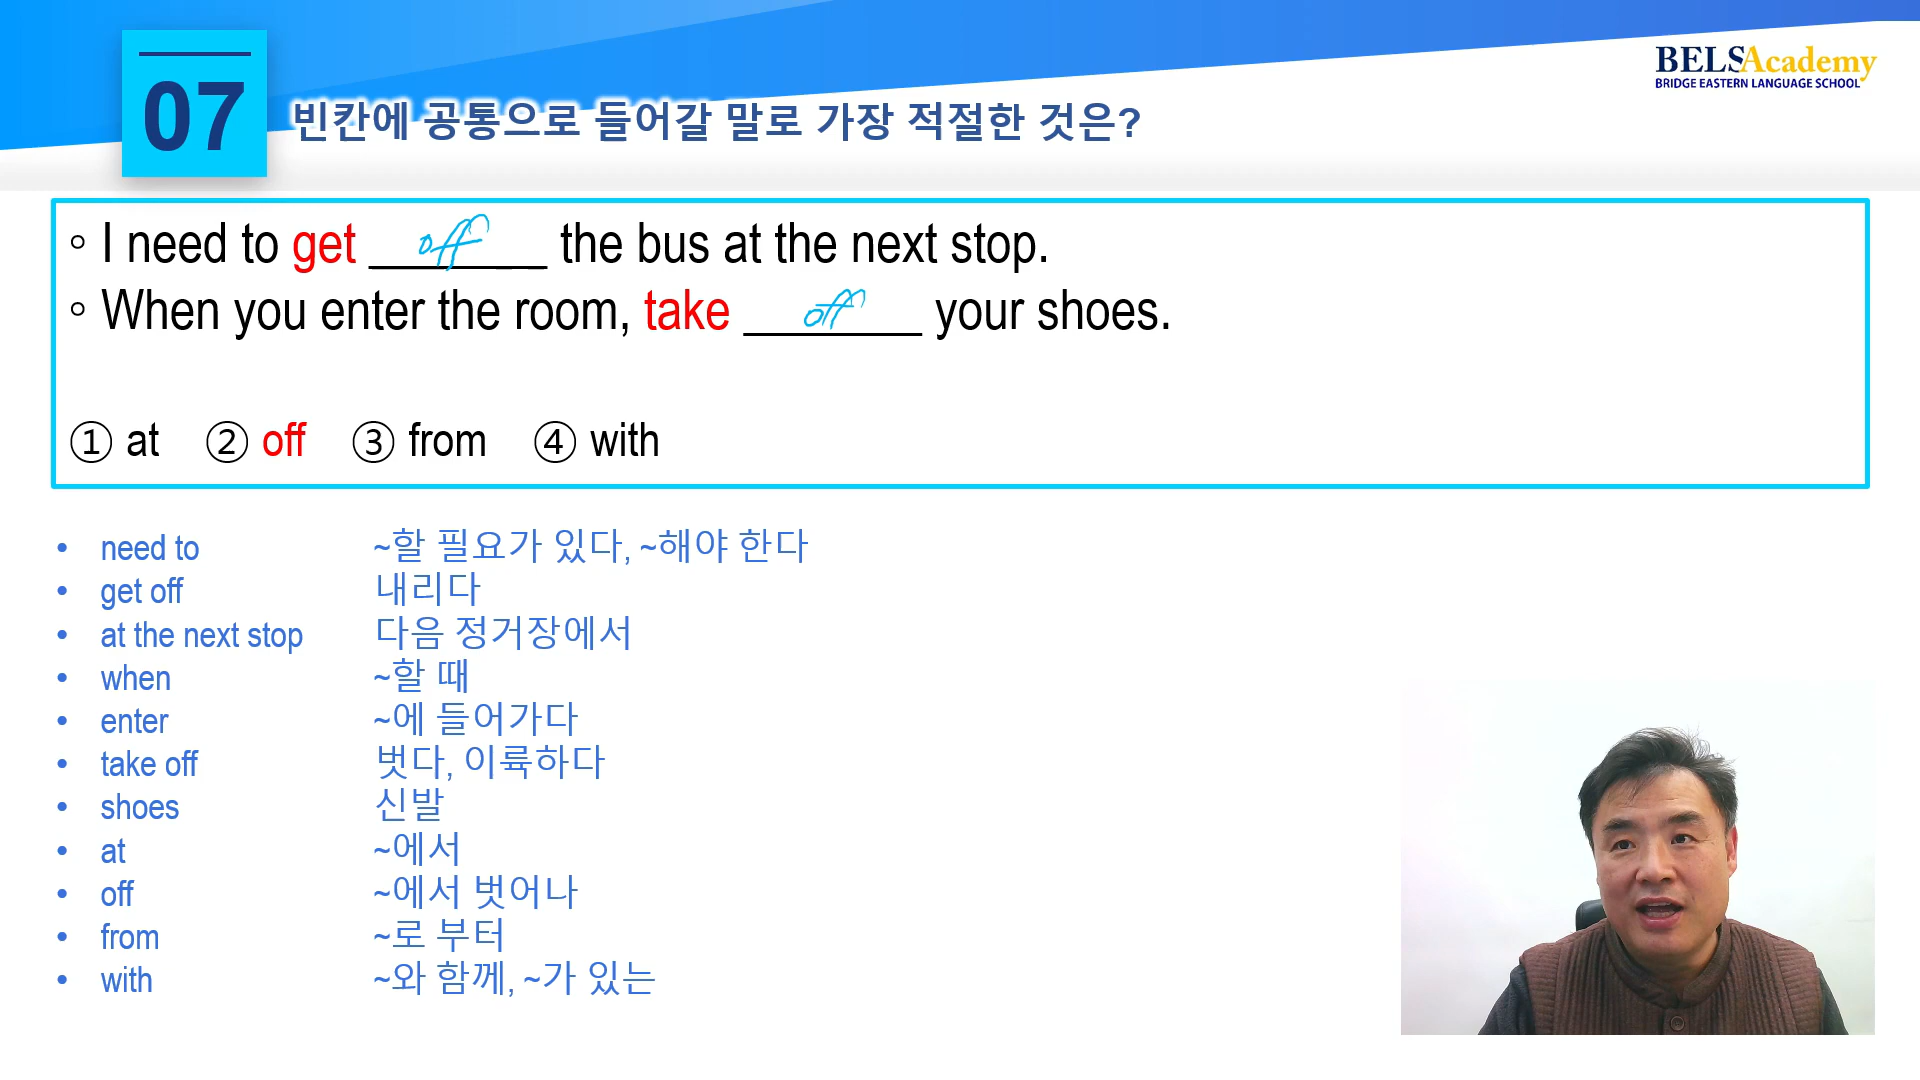 07
빈칸에 공통으로 들어갈 말로 가장 적절한 것은?
BELSAcademy
BRIDGE EASTERN LANGUAGE SCHOOL
◦ I need to get off the bus at the next stop.
◦ When you enter the room, take off your shoes.
① at ② off ③ from ④ with
• need to ~할 필요가 있다, ~해야 한다
• get off 내리다
• at the next stop 다음 정거장에서
• when ~할 때
• enter ~에 들어가다
• take off 벗다, 이륙하다
• shoes 신발
• at ~에서
• off ~에서 벗어나
• from ~로 부터
• with ~와 함께, ~가 있는